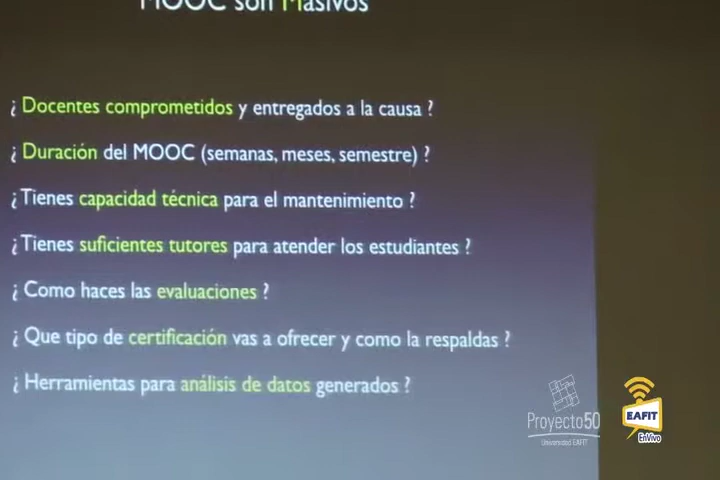 MOOC son Masivos
¿ Docentes comprometidos y entregados a la causa ?
¿ Duración del MOOC (semanas, meses, semestre) ?
¿Tienes capacidad técnica para el mantenimiento ?
¿Tienes suficientes tutores para atender los estudiantes ?
¿ Como haces las evaluaciones ?
¿ Que tipo de certificación vas a ofrecer y como la respaldas ?
¿ Herramientas para análisis de datos generados ?
Proyecto50
Universidad EAFIT
EAFIT
EnVivo